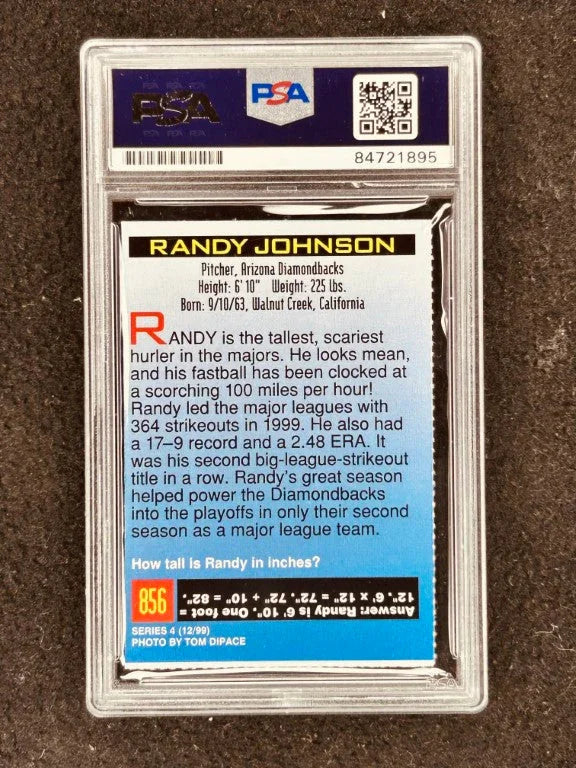 PSA
PSA
84721895
RANDY JOHNSON
Pitcher, Arizona Diamondbacks
Height: 6' 10" Weight: 225 lbs.
Born: 9/10/63, Walnut Creek, California
RANDY is the tallest, scariest
hurler in the majors. He looks mean,
and his fastball has been clocked at
a scorching 100 miles per hour!
Randy led the major leagues with
364 strikeouts in 1999. He also had
a 17–9 record and a 2.48 ERA. It
was his second big-league-strikeout
title in a row. Randy's great season
helped power the Diamondbacks
into the playoffs in only their second
season as a major league team.
How tall is Randy in inches?
856
Answer: Randy is 6' 10". One foot =
12". 6' x 12" = 72". 72" + 10" = 82".
SERIES 4 (12/99)
PHOTO BY TOM DIPACE
PSA